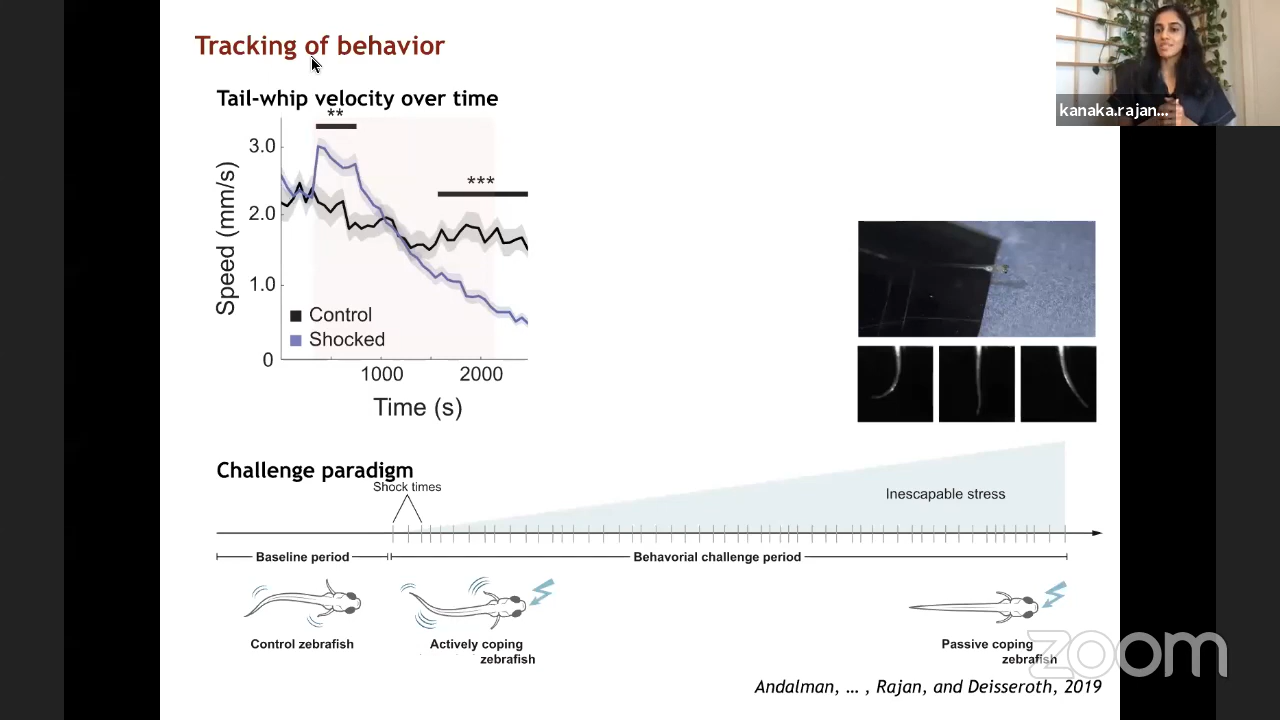 Tracking of behavior
kanaka.rajan...
Tail-whip velocity over time
**
***
3.0
2.0
1.0
0
Speed (mm/s)
Control
Shocked
1000 2000
Time (s)
Challenge paradigm
Shock times
Inescapable stress
Baseline period
Behavorial challenge period
Control zebrafish
Actively coping
zebrafish
Passive coping
zebrafish
zoom
Andalman, … , Rajan, and Deisseroth, 2019